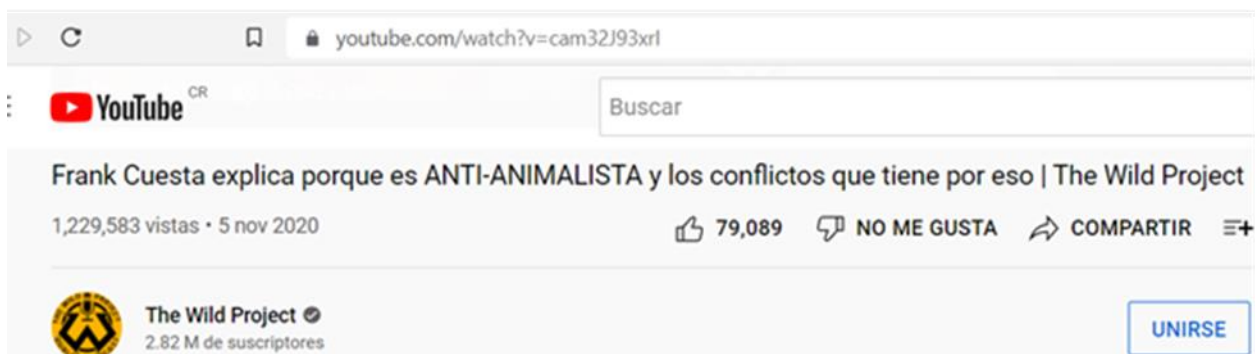 youtube.com/watch?v=cam32J93xrI
YouTube CR
Buscar
Frank Cuesta explica porque es ANTI-ANIMALISTA y los conflictos que tiene por eso | The Wild Project
1,229,583 vistas • 5 nov 2020
79,089 NO ME GUSTA COMPARTIR
The Wild Project
2.82 M de suscriptores
UNIRSE